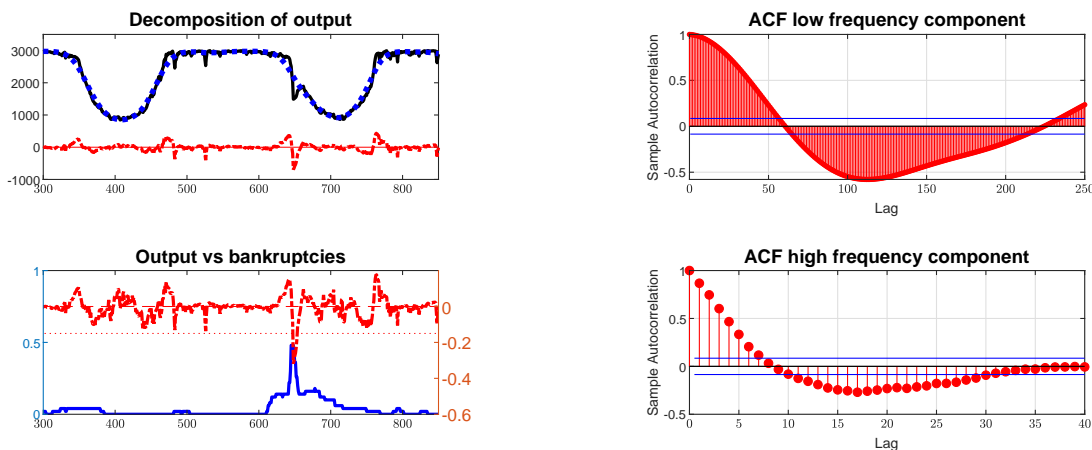 Decomposition of output
3000
2000
1000
0
-1000
300 400 500 600 700 800
ACF low frequency component
Sample Autocorrelation
1
0.5
0
-0.5
0 50 100 150 200 250
Lag
Output vs bankruptcies
1
0.5
0
0
-0.2
-0.4
-0.6
300 400 500 600 700 800
ACF high frequency component
Sample Autocorrelation
1
0.5
0
-0.5
0 5 10 15 20 25 30 35 40
Lag